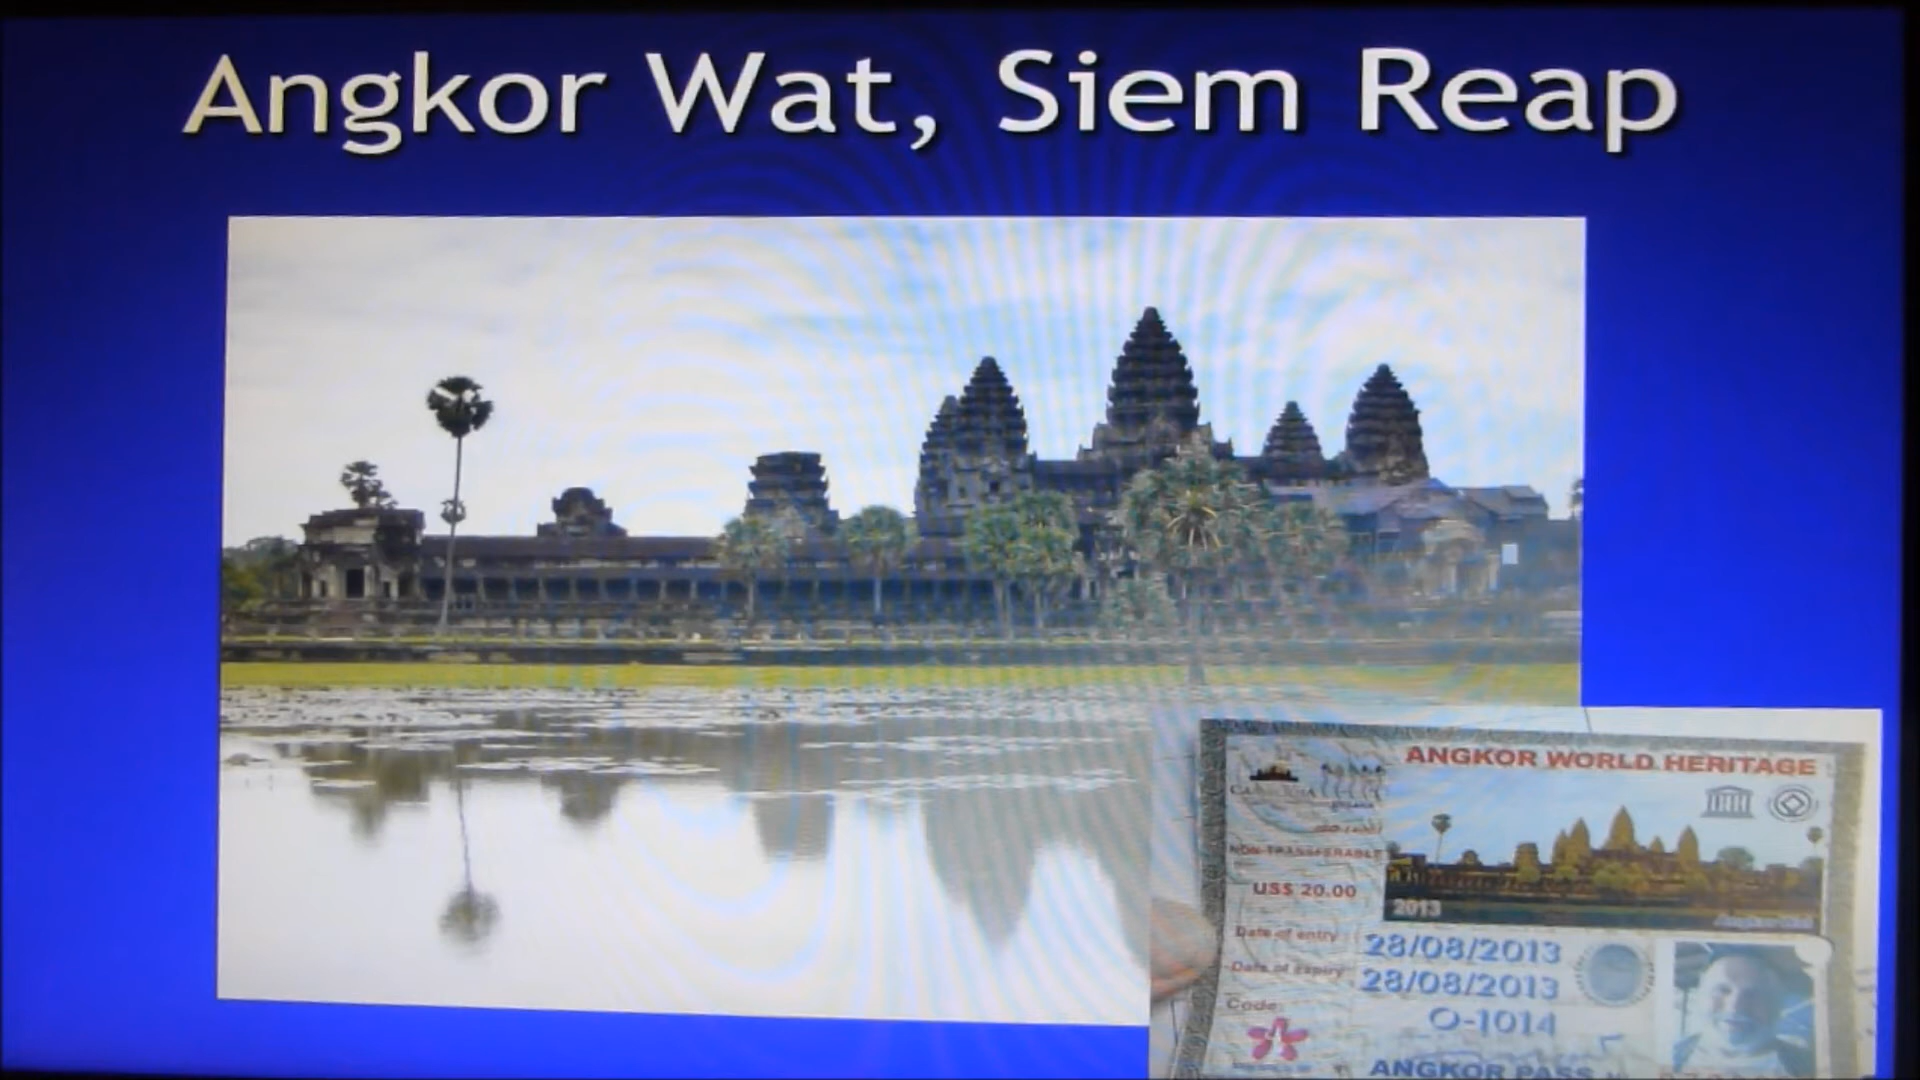 Angkor Wat, Siem Reap
ANGKOR WORLD HERITAGE
NON-TRANSFERABLE
US$ 20.00
2013
Date of entry 28/08/2013
Date of expiry 28/08/2013
Code O-1014
ANGKOR PASS